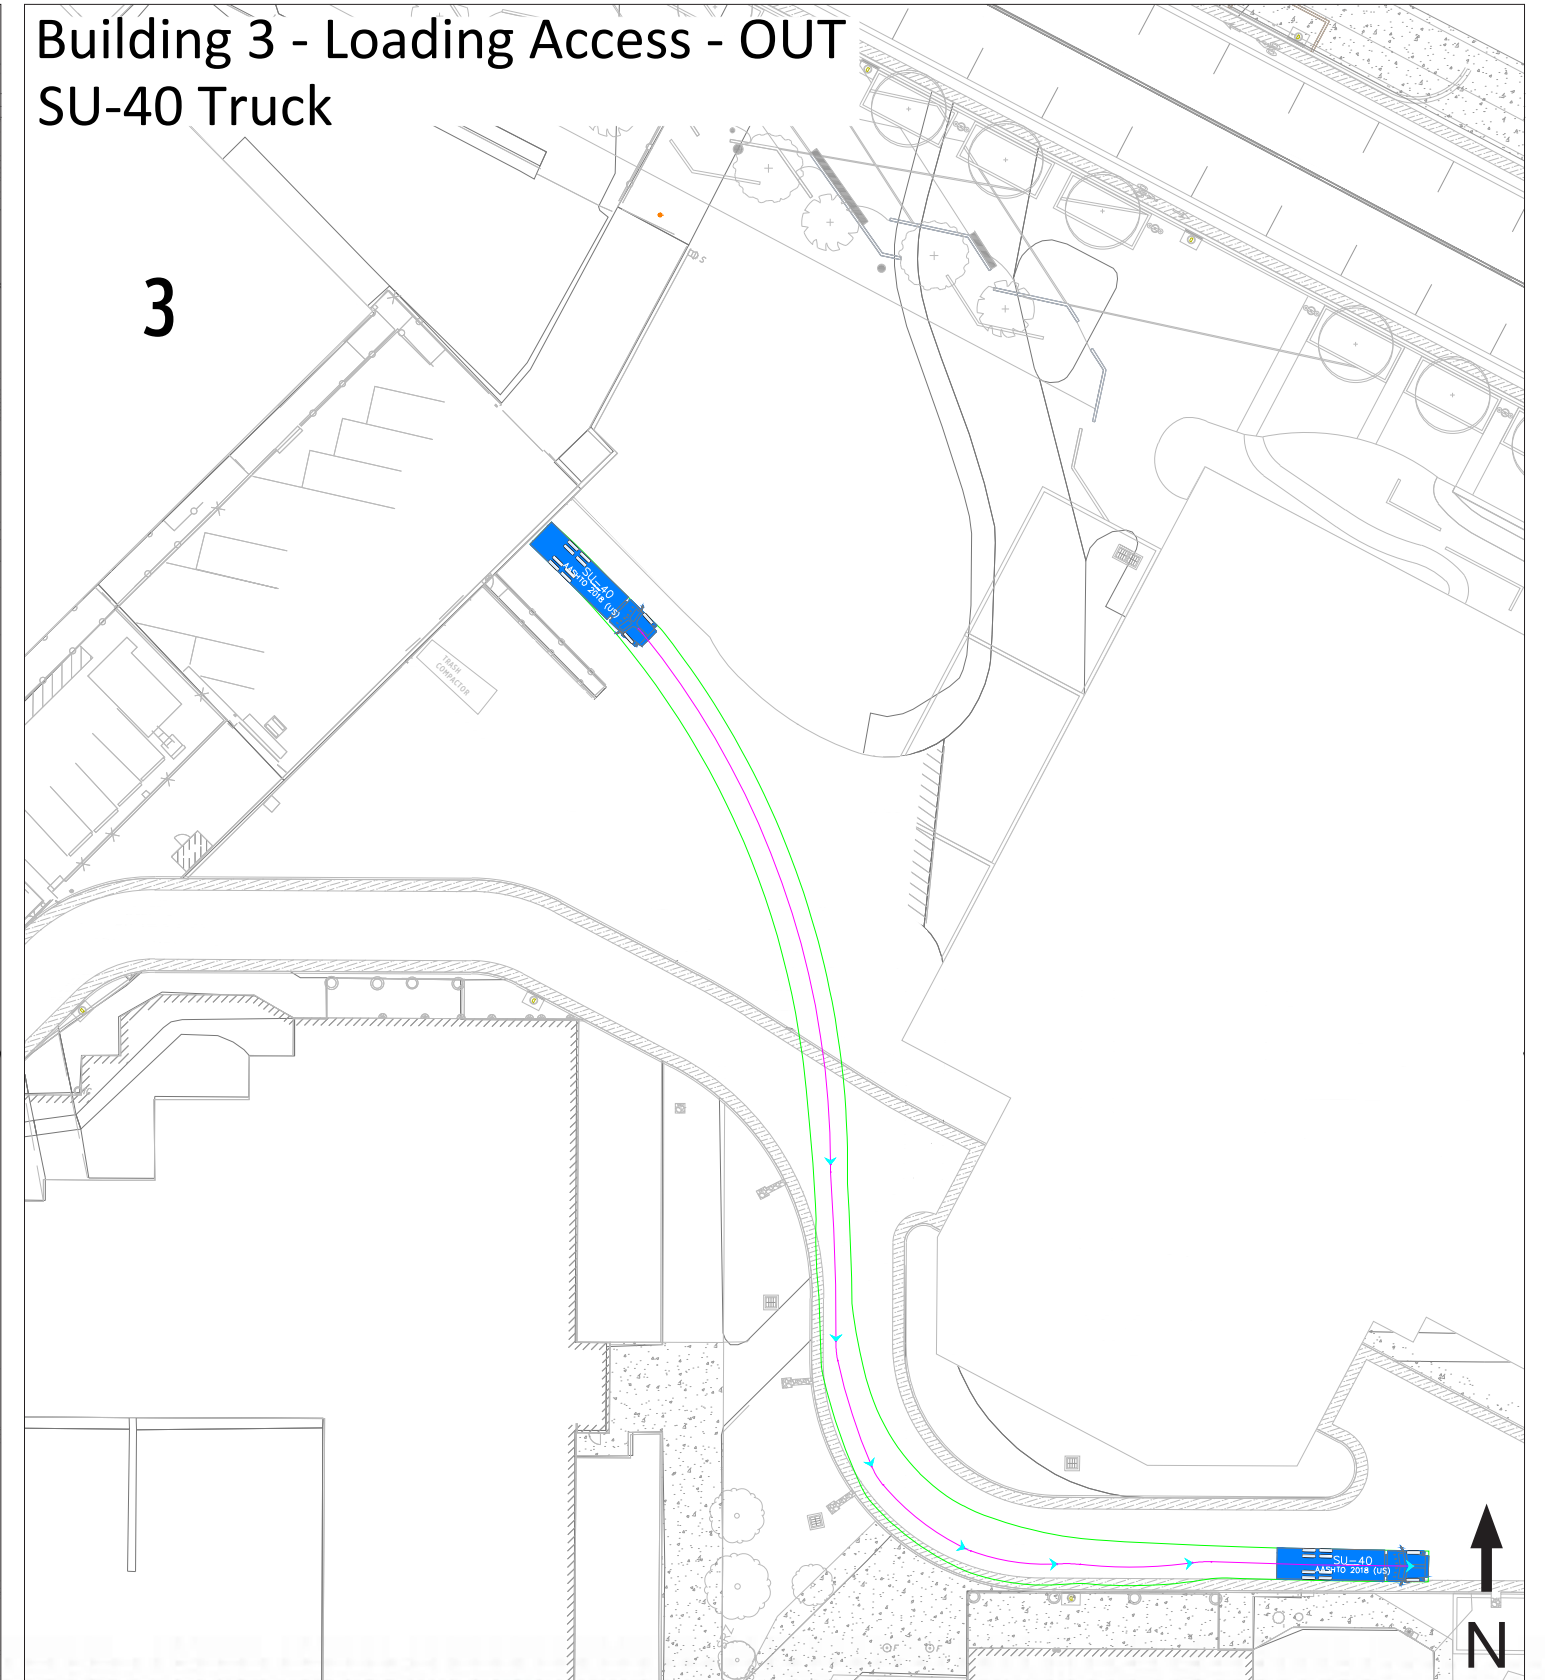 Building 3 - Loading Access - OUT
SU-40 Truck
3
S
SU-40
AASHTO 2018 (US)
TRASH
COMPACTOR
SU-40
AASHTO 2018 (US)
N